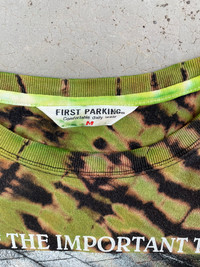 FIRST PARKING
Comfortable Daily wear
M
THE IMPORTANT T